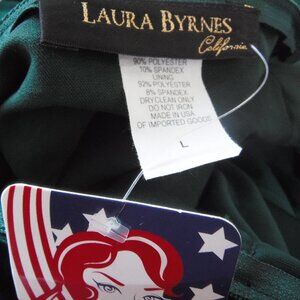 LAURA BYRNES
California
90% POLYESTER
10% SPANDEX
LINING
92% POLYESTER
8% SPANDEX
DRYCLEAN ONLY
DO NOT IRON
MADE IN USA
OF IMPORTED GOODS
L